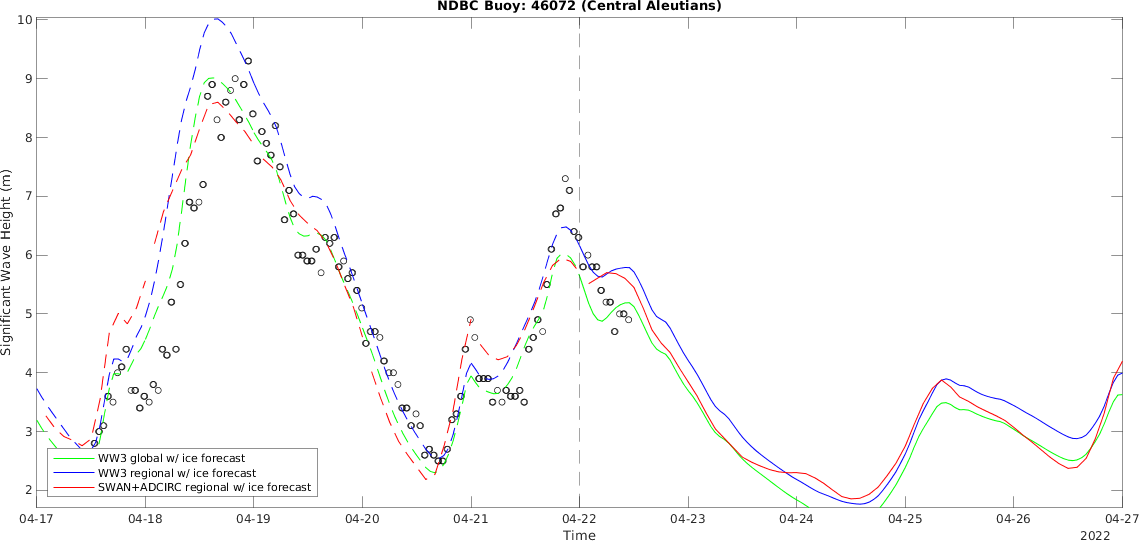 NDBC Buoy: 46072 (Central Aleutians)
10
9
8
7
6
5
4
3
2
Significant Wave Height (m)
WW3 global w/ ice forecast
WW3 regional w/ ice forecast
SWAN+ADCIRC regional w/ ice forecast
04-17 04-18 04-19 04-20 04-21 04-22 04-23 04-24 04-25 04-26 04-27
Time
2022